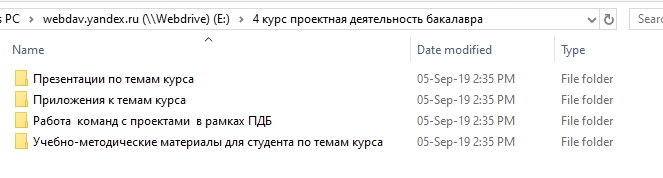 s PC > webdav.yandex.ru (\\Webdrive) (E:) > 4 курс проектная деятельность бакалавра
Search
Name Date modified Type
Презентации по темам курса 05-Sep-19 2:35 PM File folder
Приложения к темам курса 05-Sep-19 2:35 PM File folder
Работа команд с проектами в рамках ПДБ 05-Sep-19 2:35 PM File folder
Учебно-методические материалы для студента по темам курса 05-Sep-19 2:35 PM File folder